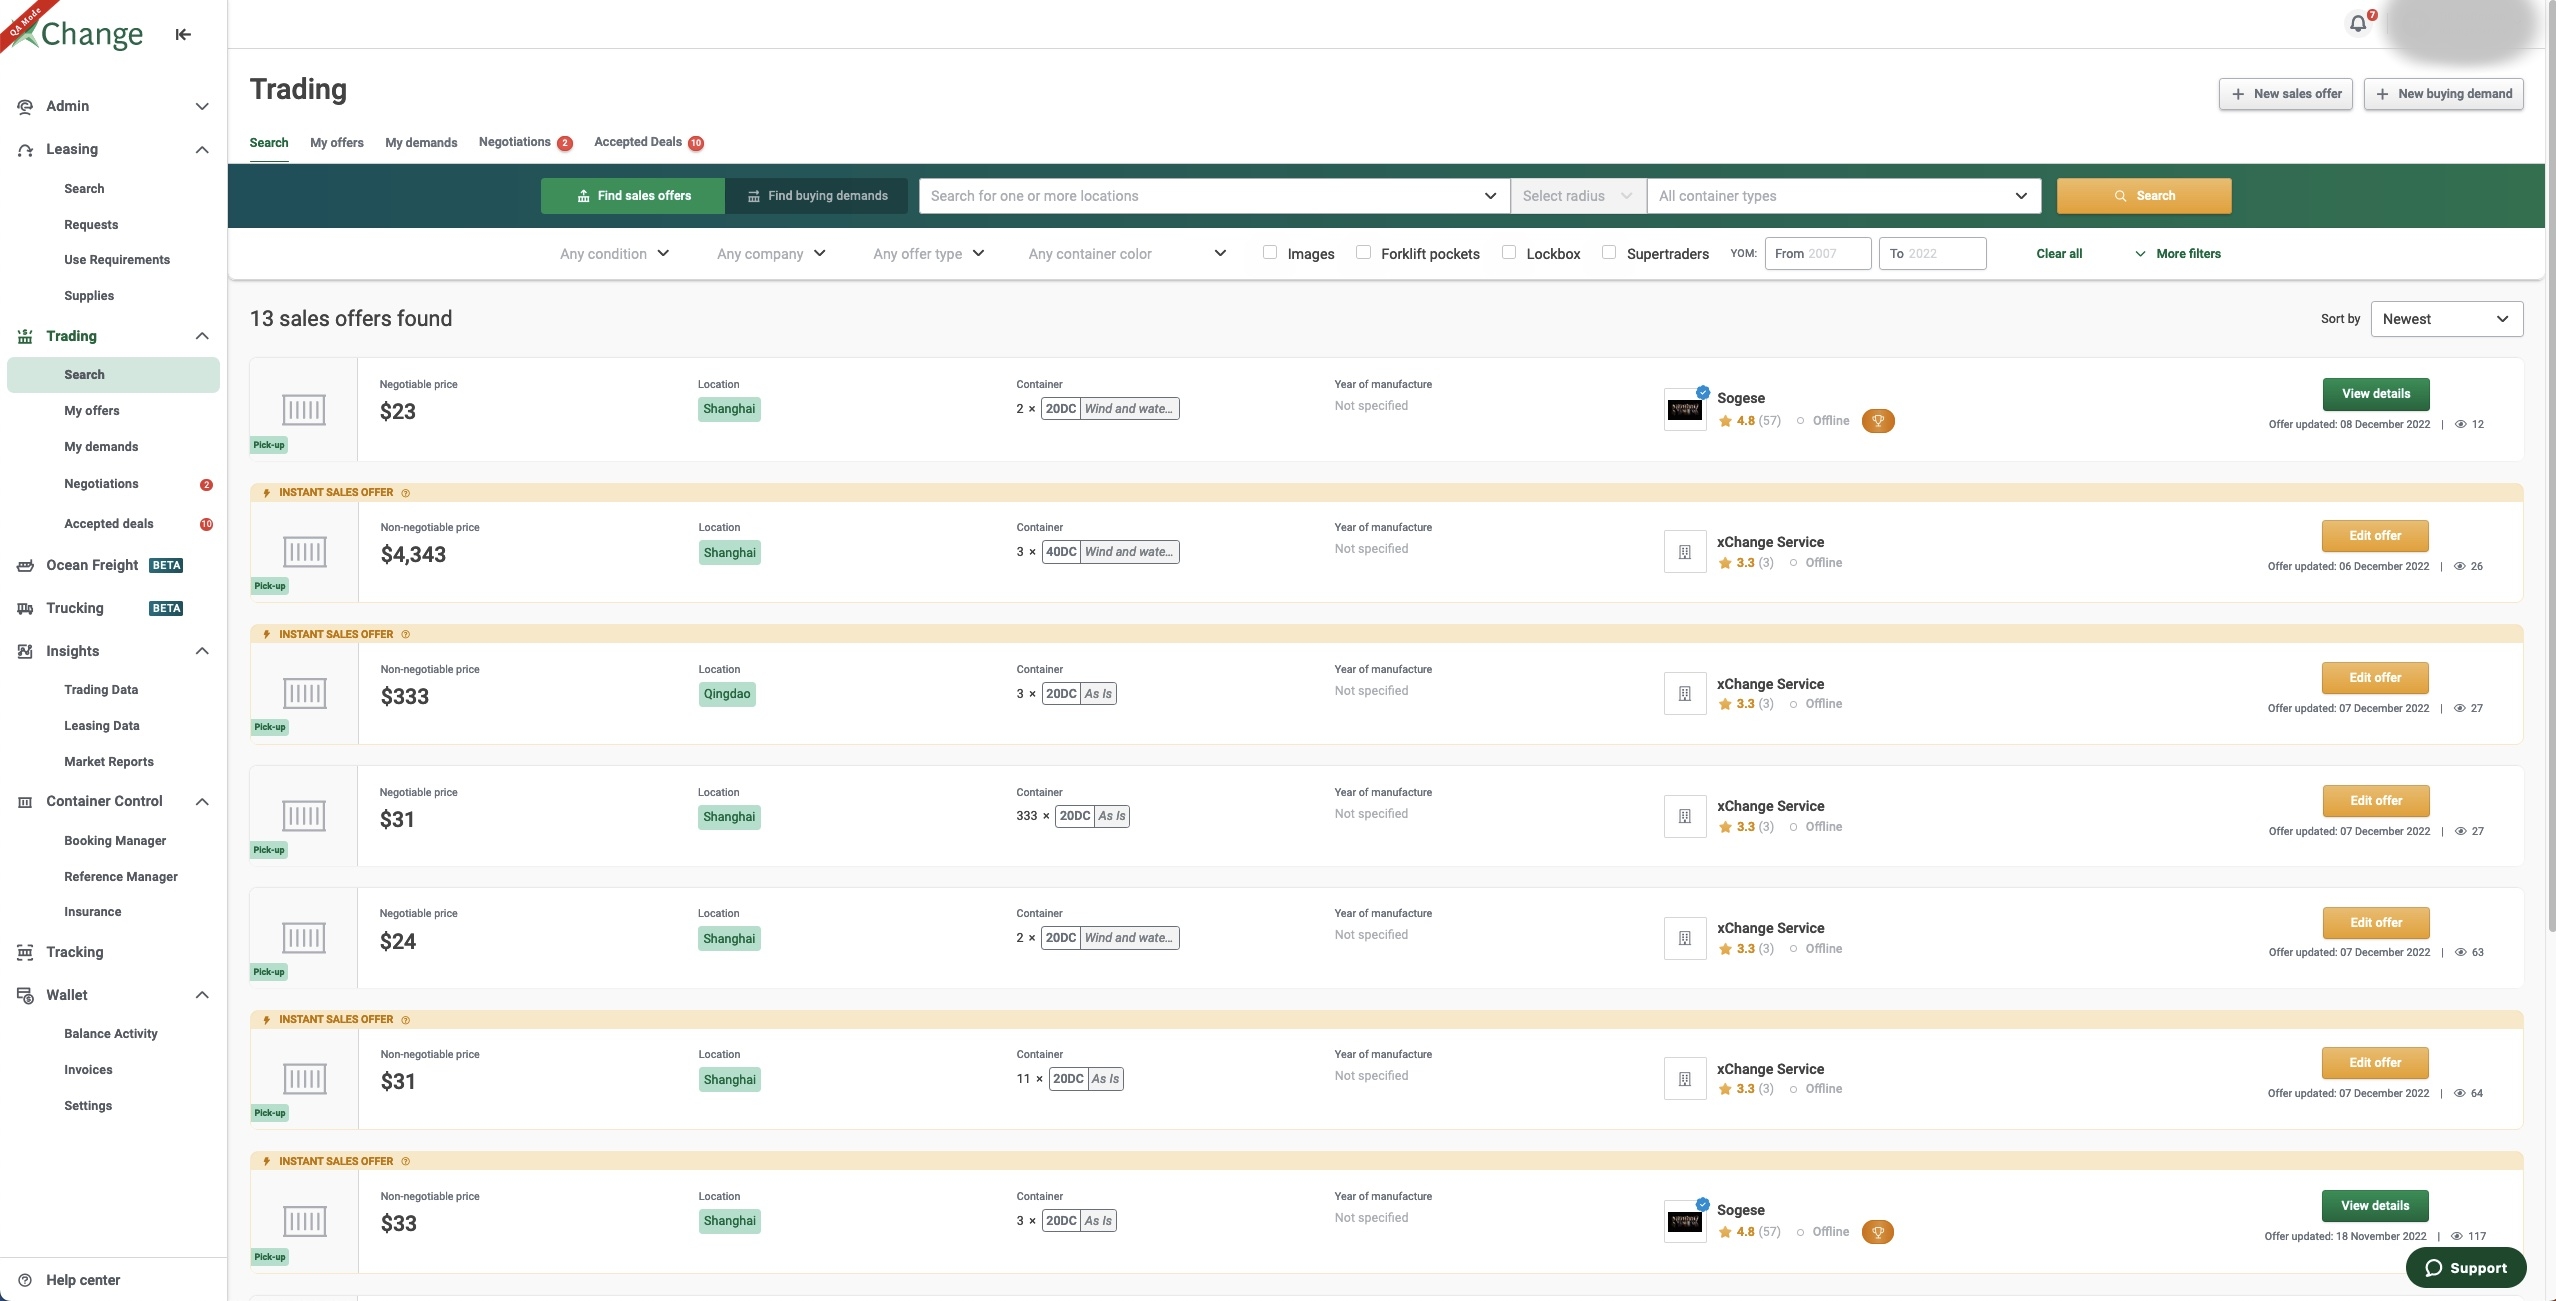 QA Mode
xChange
7
Admin
Leasing
Search
Requests
Use Requirements
Supplies
Trading
Search
My offers
My demands
Negotiations 2
Accepted deals 10
Ocean Freight BETA
Trucking BETA
Insights
Trading Data
Leasing Data
Market Reports
Container Control
Booking Manager
Reference Manager
Insurance
Tracking
Wallet
Balance Activity
Invoices
Settings
Help center
Trading
New sales offer
New buying demand
Search My offers My demands Negotiations 2 Accepted Deals 10
Find sales offers Find buying demands Search for one or more locations Select radius All container types Search
Any condition Any company Any offer type Any container color Images Forklift pockets Lockbox Supertraders YOM: From 2007 To 2022 Clear all More filters
13 sales offers found
Sort by Newest
Negotiable price Location Container Year of manufacture
$23 Shanghai 2 × 20DC Wind and wate... Not specified
Sogese
4.8 (57) Offline
View details
Offer updated: 08 December 2022 | 12
Pick-up
INSTANT SALES OFFER
Non-negotiable price Location Container Year of manufacture
$4,343 Shanghai 3 × 40DC Wind and wate... Not specified
xChange Service
3.3 (3) Offline
Edit offer
Offer updated: 06 December 2022 | 26
Pick-up
INSTANT SALES OFFER
Non-negotiable price Location Container Year of manufacture
$333 Qingdao 3 × 20DC As Is Not specified
xChange Service
3.3 (3) Offline
Edit offer
Offer updated: 07 December 2022 | 27
Pick-up
Negotiable price Location Container Year of manufacture
$31 Shanghai 333 × 20DC As Is Not specified
xChange Service
3.3 (3) Offline
Edit offer
Offer updated: 07 December 2022 | 27
Pick-up
Negotiable price Location Container Year of manufacture
$24 Shanghai 2 × 20DC Wind and wate... Not specified
xChange Service
3.3 (3) Offline
Edit offer
Offer updated: 07 December 2022 | 63
Pick-up
INSTANT SALES OFFER
Non-negotiable price Location Container Year of manufacture
$31 Shanghai 11 × 20DC As Is Not specified
xChange Service
3.3 (3) Offline
Edit offer
Offer updated: 07 December 2022 | 64
Pick-up
INSTANT SALES OFFER
Non-negotiable price Location Container Year of manufacture
$33 Shanghai 3 × 20DC As Is Not specified
Sogese
4.8 (57) Offline
View details
Offer updated: 18 November 2022 | 117
Pick-up
Support